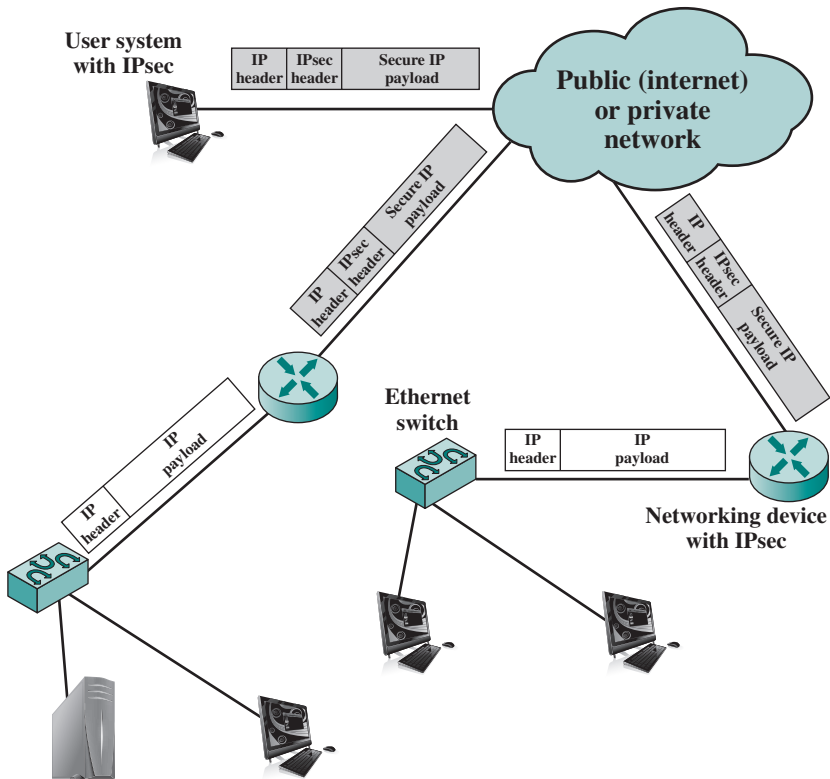 User system
with IPsec
IP
header
IPsec
header
Secure IP
payload
Public (internet)
or private
network
IP
header
IPsec
header
Secure IP
payload
IP
header
IPsec
header
Secure IP
payload
IP
header
IP
payload
Ethernet
switch
IP
header
IP
payload
Networking device
with IPsec